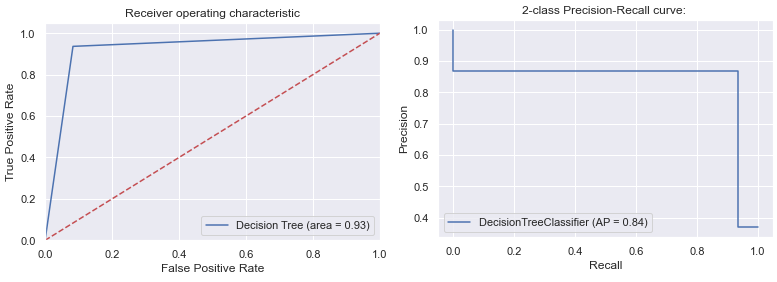 Receiver operating characteristic
1.0
0.8
0.6
0.4
0.2
0.0
True Positive Rate
Decision Tree (area = 0.93)
0.0 0.2 0.4 0.6 0.8 1.0
False Positive Rate
2-class Precision-Recall curve:
1.0
0.9
0.8
0.7
0.6
0.5
0.4
Precision
DecisionTreeClassifier (AP = 0.84)
0.0 0.2 0.4 0.6 0.8 1.0
Recall